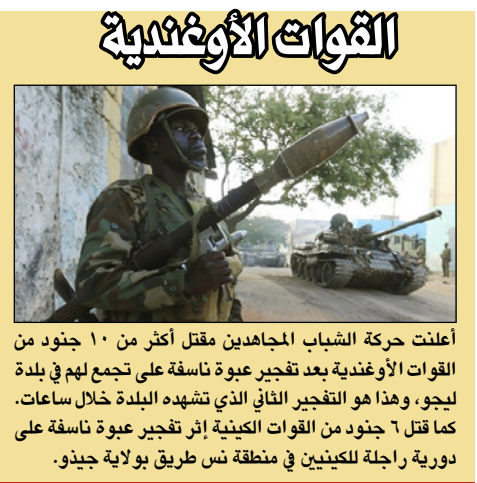 القوات الأوغندية
أعلنت حركة الشباب المجاهدين مقتل أكثر من ١٠ جنود من
القوات الأوغندية بعد تفجير عبوة ناسفة على تجمع لهم في بلدة
ليجو، وهذا هو التفجير الثاني الذي تشهده البلدة خلال ساعات.
كما قتل ٦ جنود من القوات الكينية إثر تفجير عبوة ناسفة على
دورية راجلة للكينيين في منطقة نس طريق بولاية جيذو.